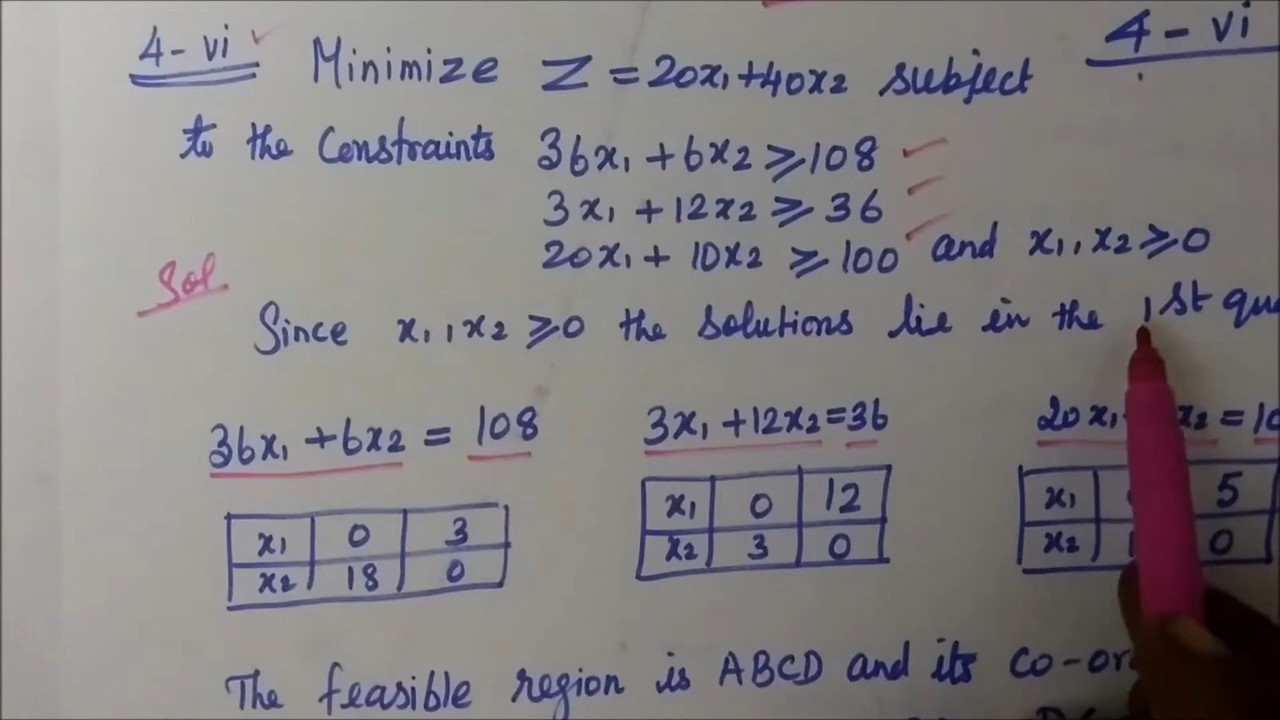 4 - vi
4 - vi
Minimize Z = 20x₁ + 40x₂ subject
to the Constraints 36x₁ + 6x₂ ⩾ 108
3x₁ + 12x₂ ⩾ 36
20x₁ + 10x₂ ⩾ 100 and x₁, x₂ ⩾ 0
Sol.
Since x₁, x₂ ⩾ 0 the solutions lie in the 1st
36x₁ + 6x₂ = 108
3x₁ + 12x₂ = 36
20x₁ x₂ =
x₁ 0 3
x₂ 18 0
x₁ 0 12
x₂ 3 0
x₁ 5
x₂ 0
The feasible region is ABCD and its